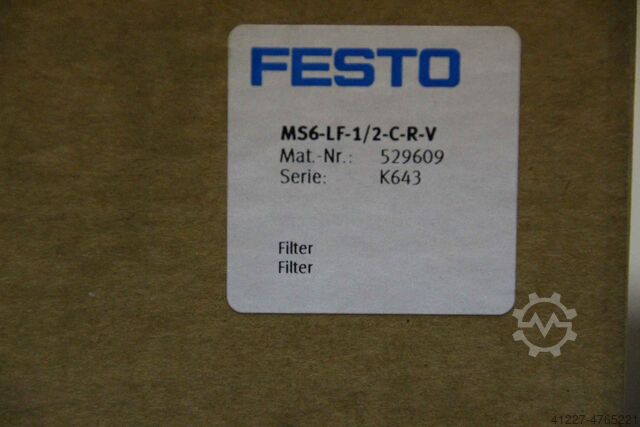 FESTO
MS6-LF-1/2-C-R-V
Mat.-Nr.: 529609
Serie: K643
Filter
Filter
41227-4765221